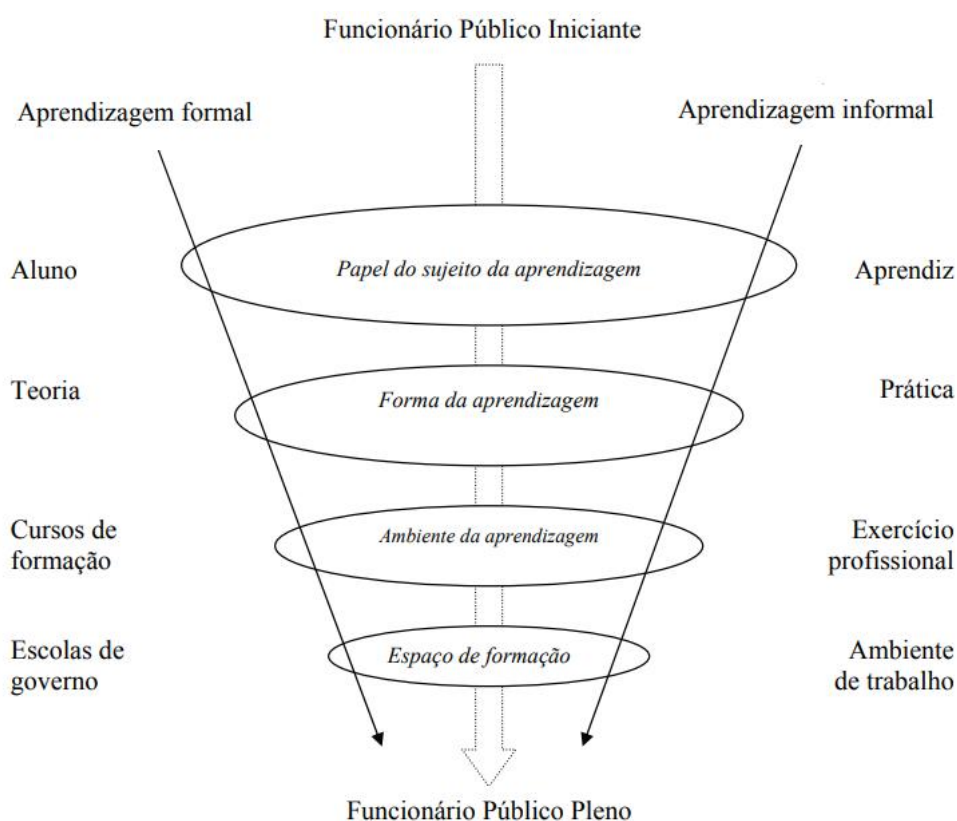 Funcionário Público Iniciante
Aprendizagem formal
Aprendizagem informal
Aluno
Papel do sujeito da aprendizagem
Aprendiz
Teoria
Forma da aprendizagem
Prática
Cursos de
formação
Ambiente da aprendizagem
Exercício
profissional
Escolas de
governo
Espaço de formação
Ambiente
de trabalho
Funcionário Público Pleno